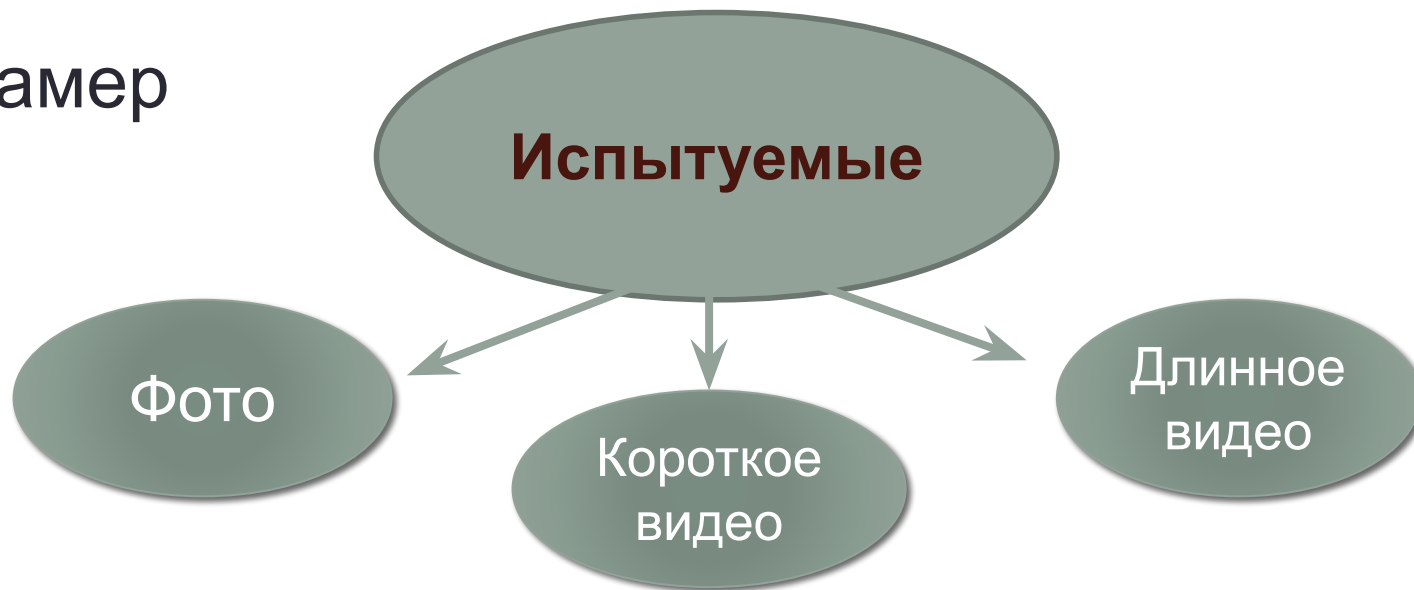 амер
Испытуемые
Фото
Короткое
видео
Длинное
видео